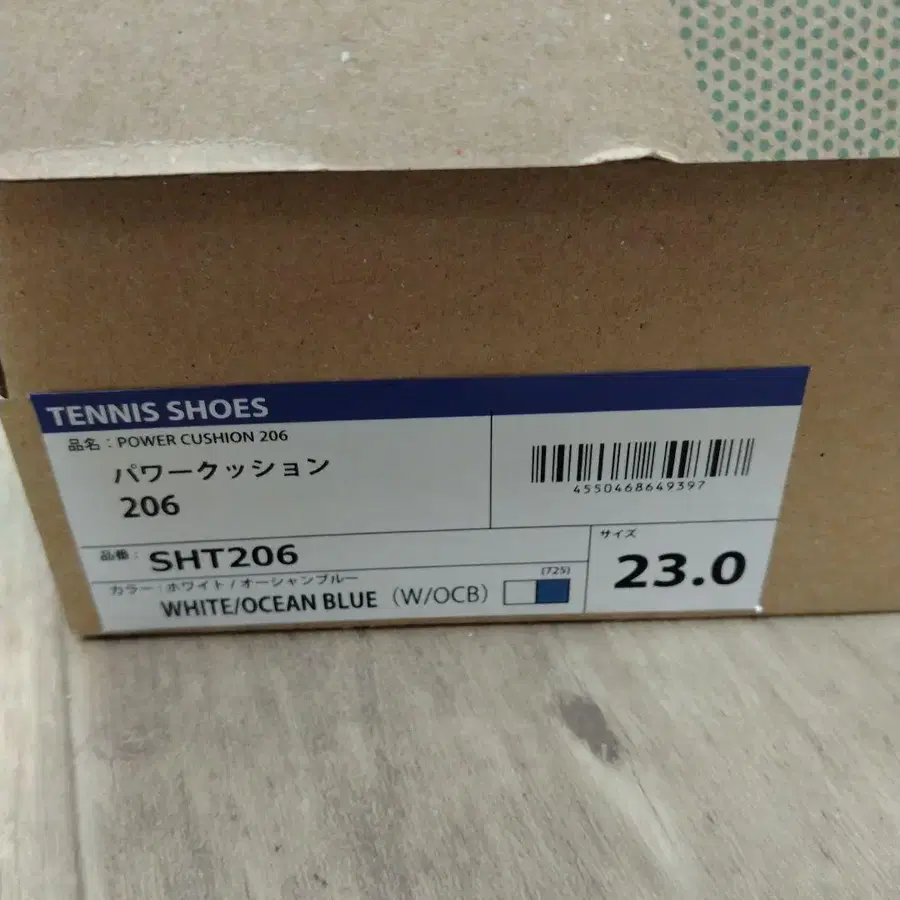 TENNIS SHOES
品名：POWER CUSHION 206
パワークッション
206
4550468649397
品番：
SHT206
サイズ
23.0
カラー：ホワイト/オーシャンブルー
WHITE/OCEAN BLUE (W/OCB)
(725)